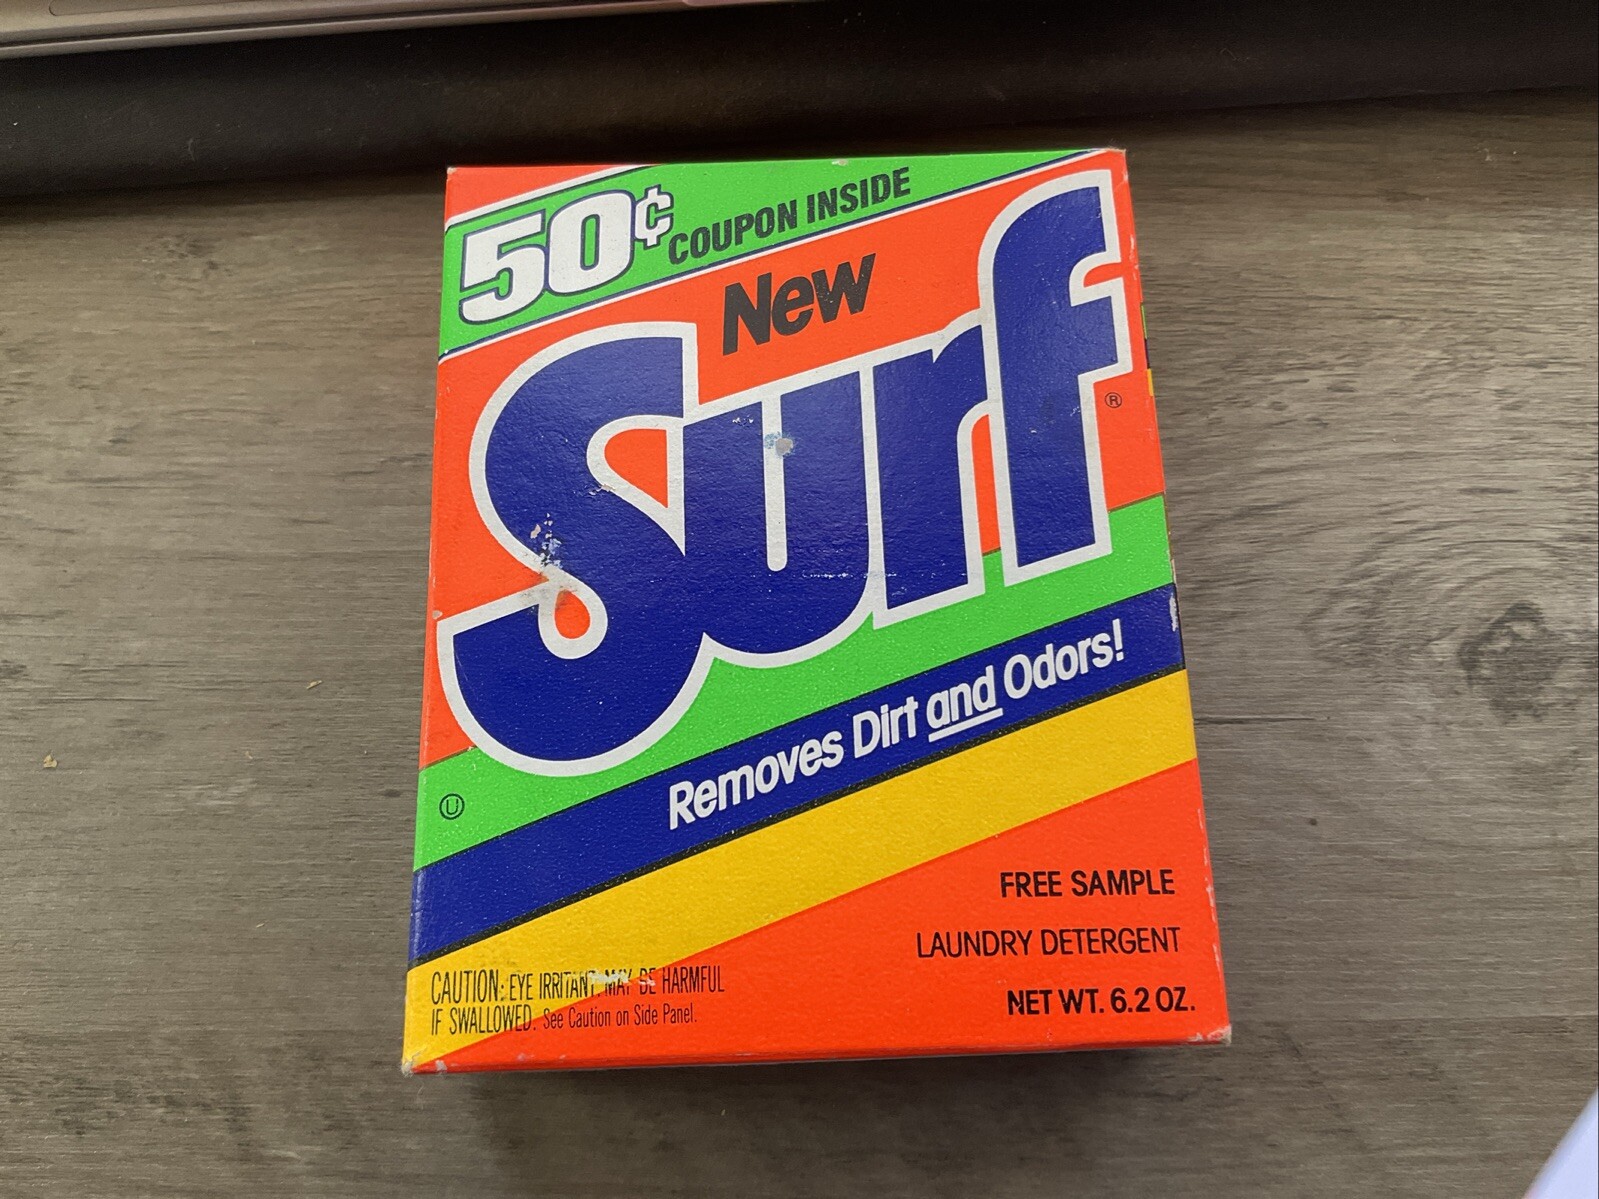 50¢ COUPON INSIDE
New
Surf®
Removes Dirt and Odors!
Ⓤ
FREE SAMPLE
LAUNDRY DETERGENT
NET WT. 6.2 OZ.
CAUTION: EYE IRRITANT. MAY BE HARMFUL
IF SWALLOWED. See Caution on Side Panel.